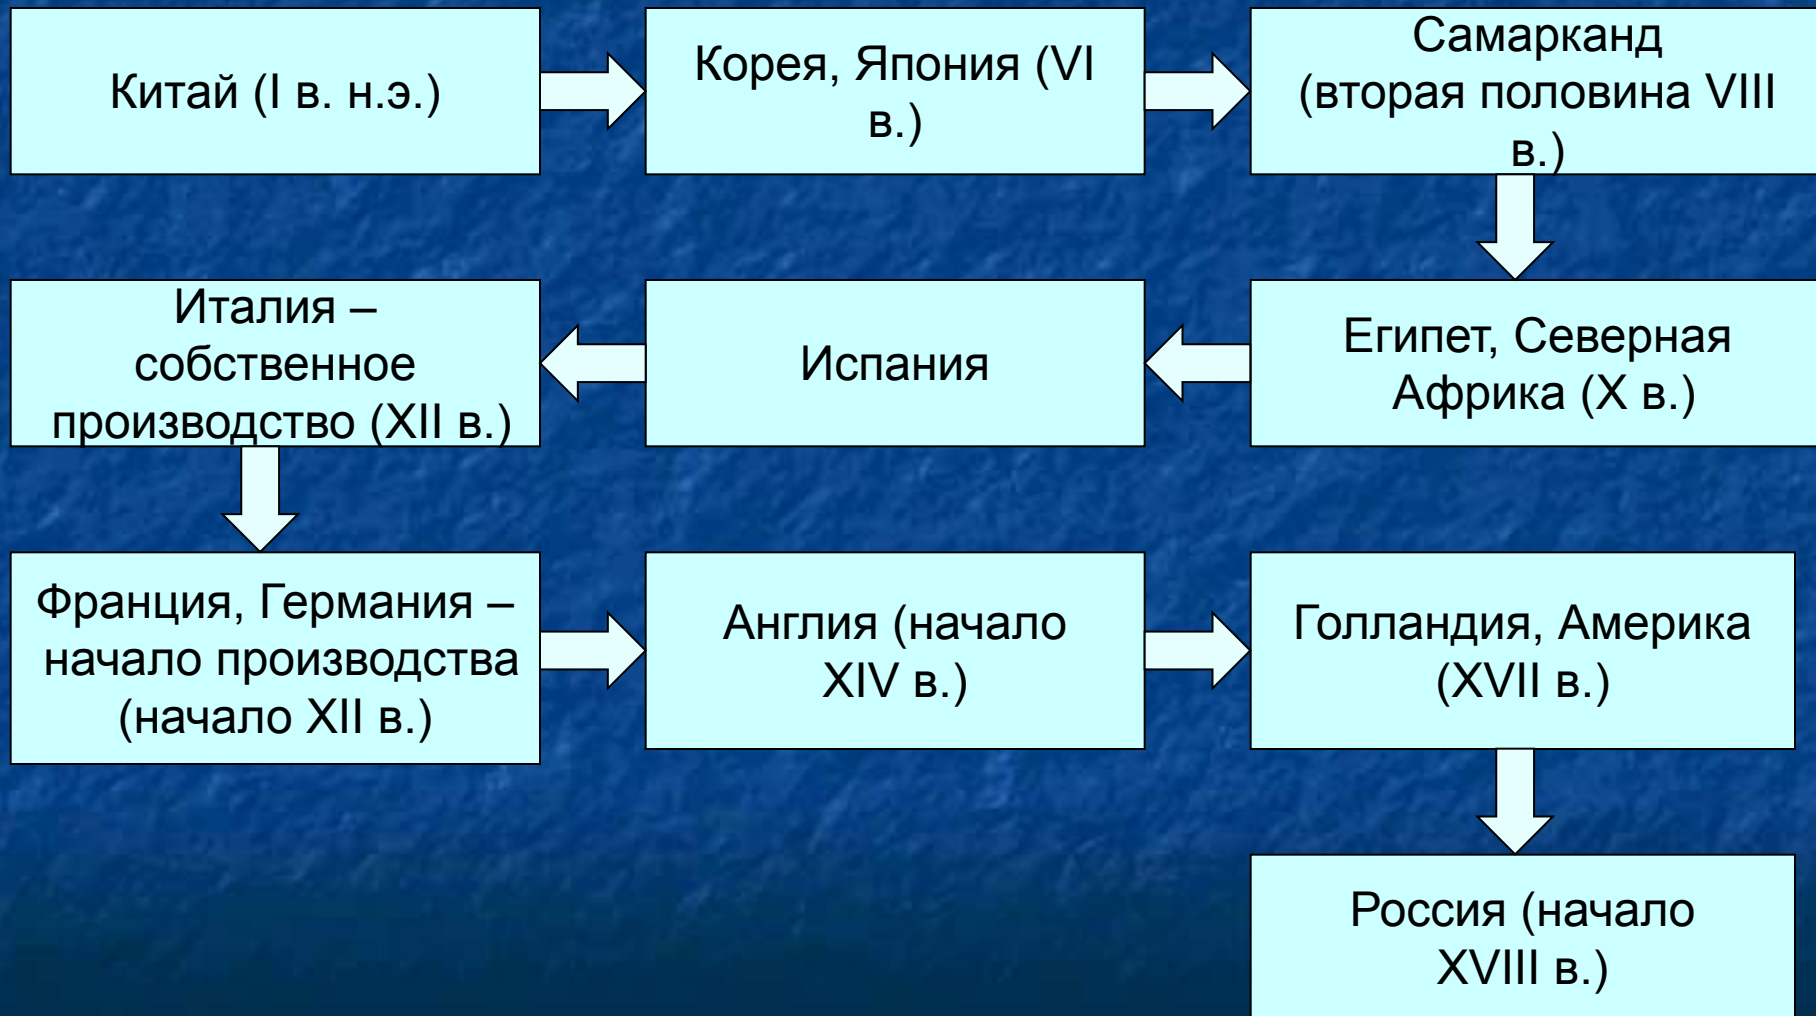 Китай (I в. н.э.)
Корея, Япония (VI
в.)
Самарканд
(вторая половина VIII
в.)
Италия –
собственное
производство (XII в.)
Испания
Египет, Северная
Африка (X в.)
Франция, Германия –
начало производства
(начало XII в.)
Англия (начало
XIV в.)
Голландия, Америка
(XVII в.)
Россия (начало
XVIII в.)